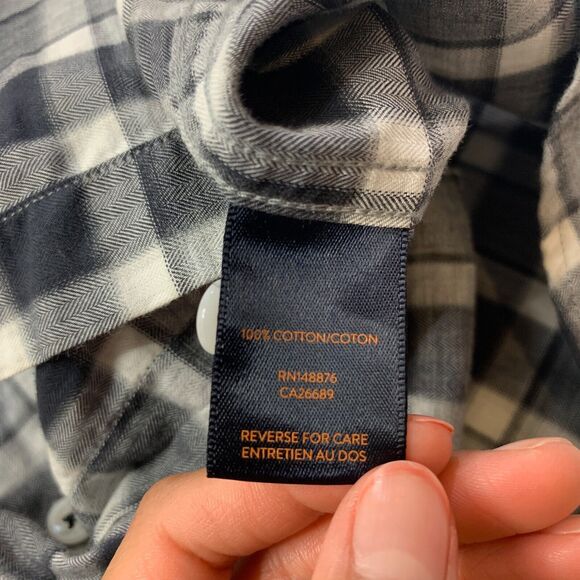 100% COTTON/COTON
RN148876
CA26689
REVERSE FOR CARE
ENTRETIEN AU DOS